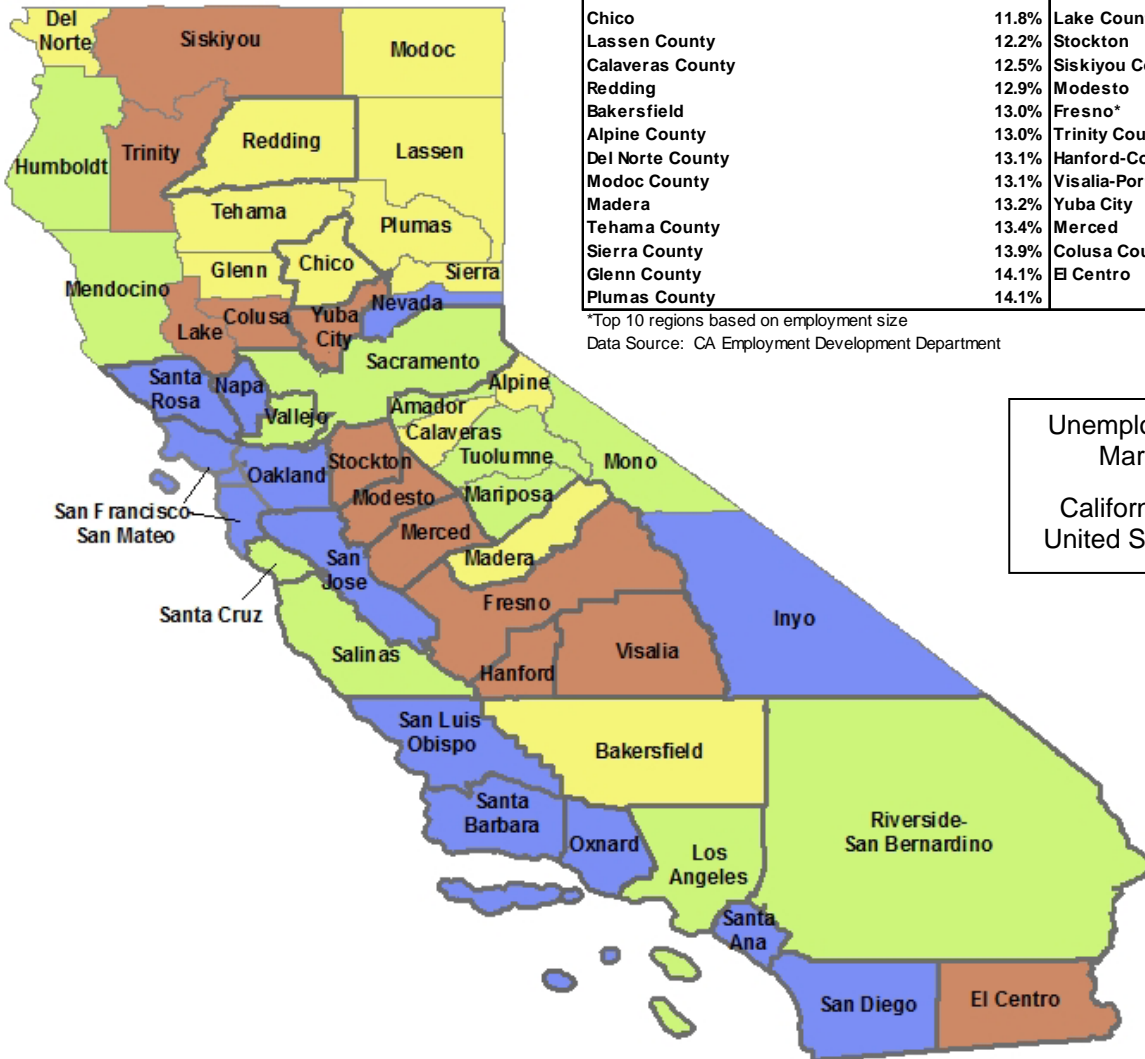 Chico 11.8% Lake Coun
Lassen County 12.2% Stockton
Calaveras County 12.5% Siskiyou C
Redding 12.9% Modesto
Bakersfield 13.0% Fresno*
Alpine County 13.0% Trinity Cou
Del Norte County 13.1% Hanford-Co
Modoc County 13.1% Visalia-Por
Madera 13.2% Yuba City
Tehama County 13.4% Merced
Sierra County 13.9% Colusa Cou
Glenn County 14.1% El Centro
Plumas County 14.1%
*Top 10 regions based on employment size
Data Source: CA Employment Development Department
Unemplo
Mar
Californ
United S
Del
Norte
Siskiyou
Modoc
Humboldt
Trinity
Redding
Lassen
Tehama
Plumas
Mendocino
Glenn
Chico
Sierra
Lake
Colusa
Yuba
City
Nevada
Santa
Rosa
Napa
Sacramento
Vallejo
Amador
Alpine
Calaveras
Tuolumne
Mono
Oakland
Stockton
Modesto
Mariposa
San Francisco
San Mateo
Merced
Madera
San
Jose
Santa Cruz
Fresno
Inyo
Salinas
Hanford
Visalia
San Luis
Obispo
Bakersfield
Santa
Barbara
Oxnard
Los
Angeles
Riverside-
San Bernardino
Santa
Ana
San Diego
El Centro